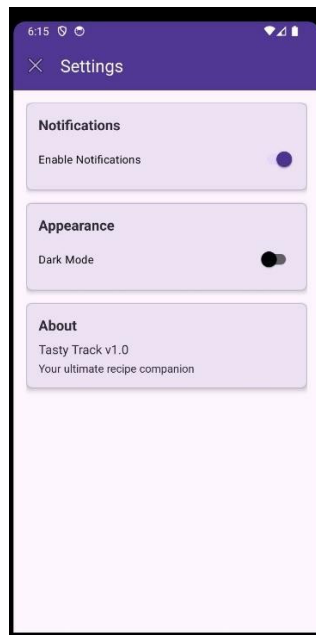 6:15
Settings
Notifications
Enable Notifications
Appearance
Dark Mode
About
Tasty Track v1.0
Your ultimate recipe companion